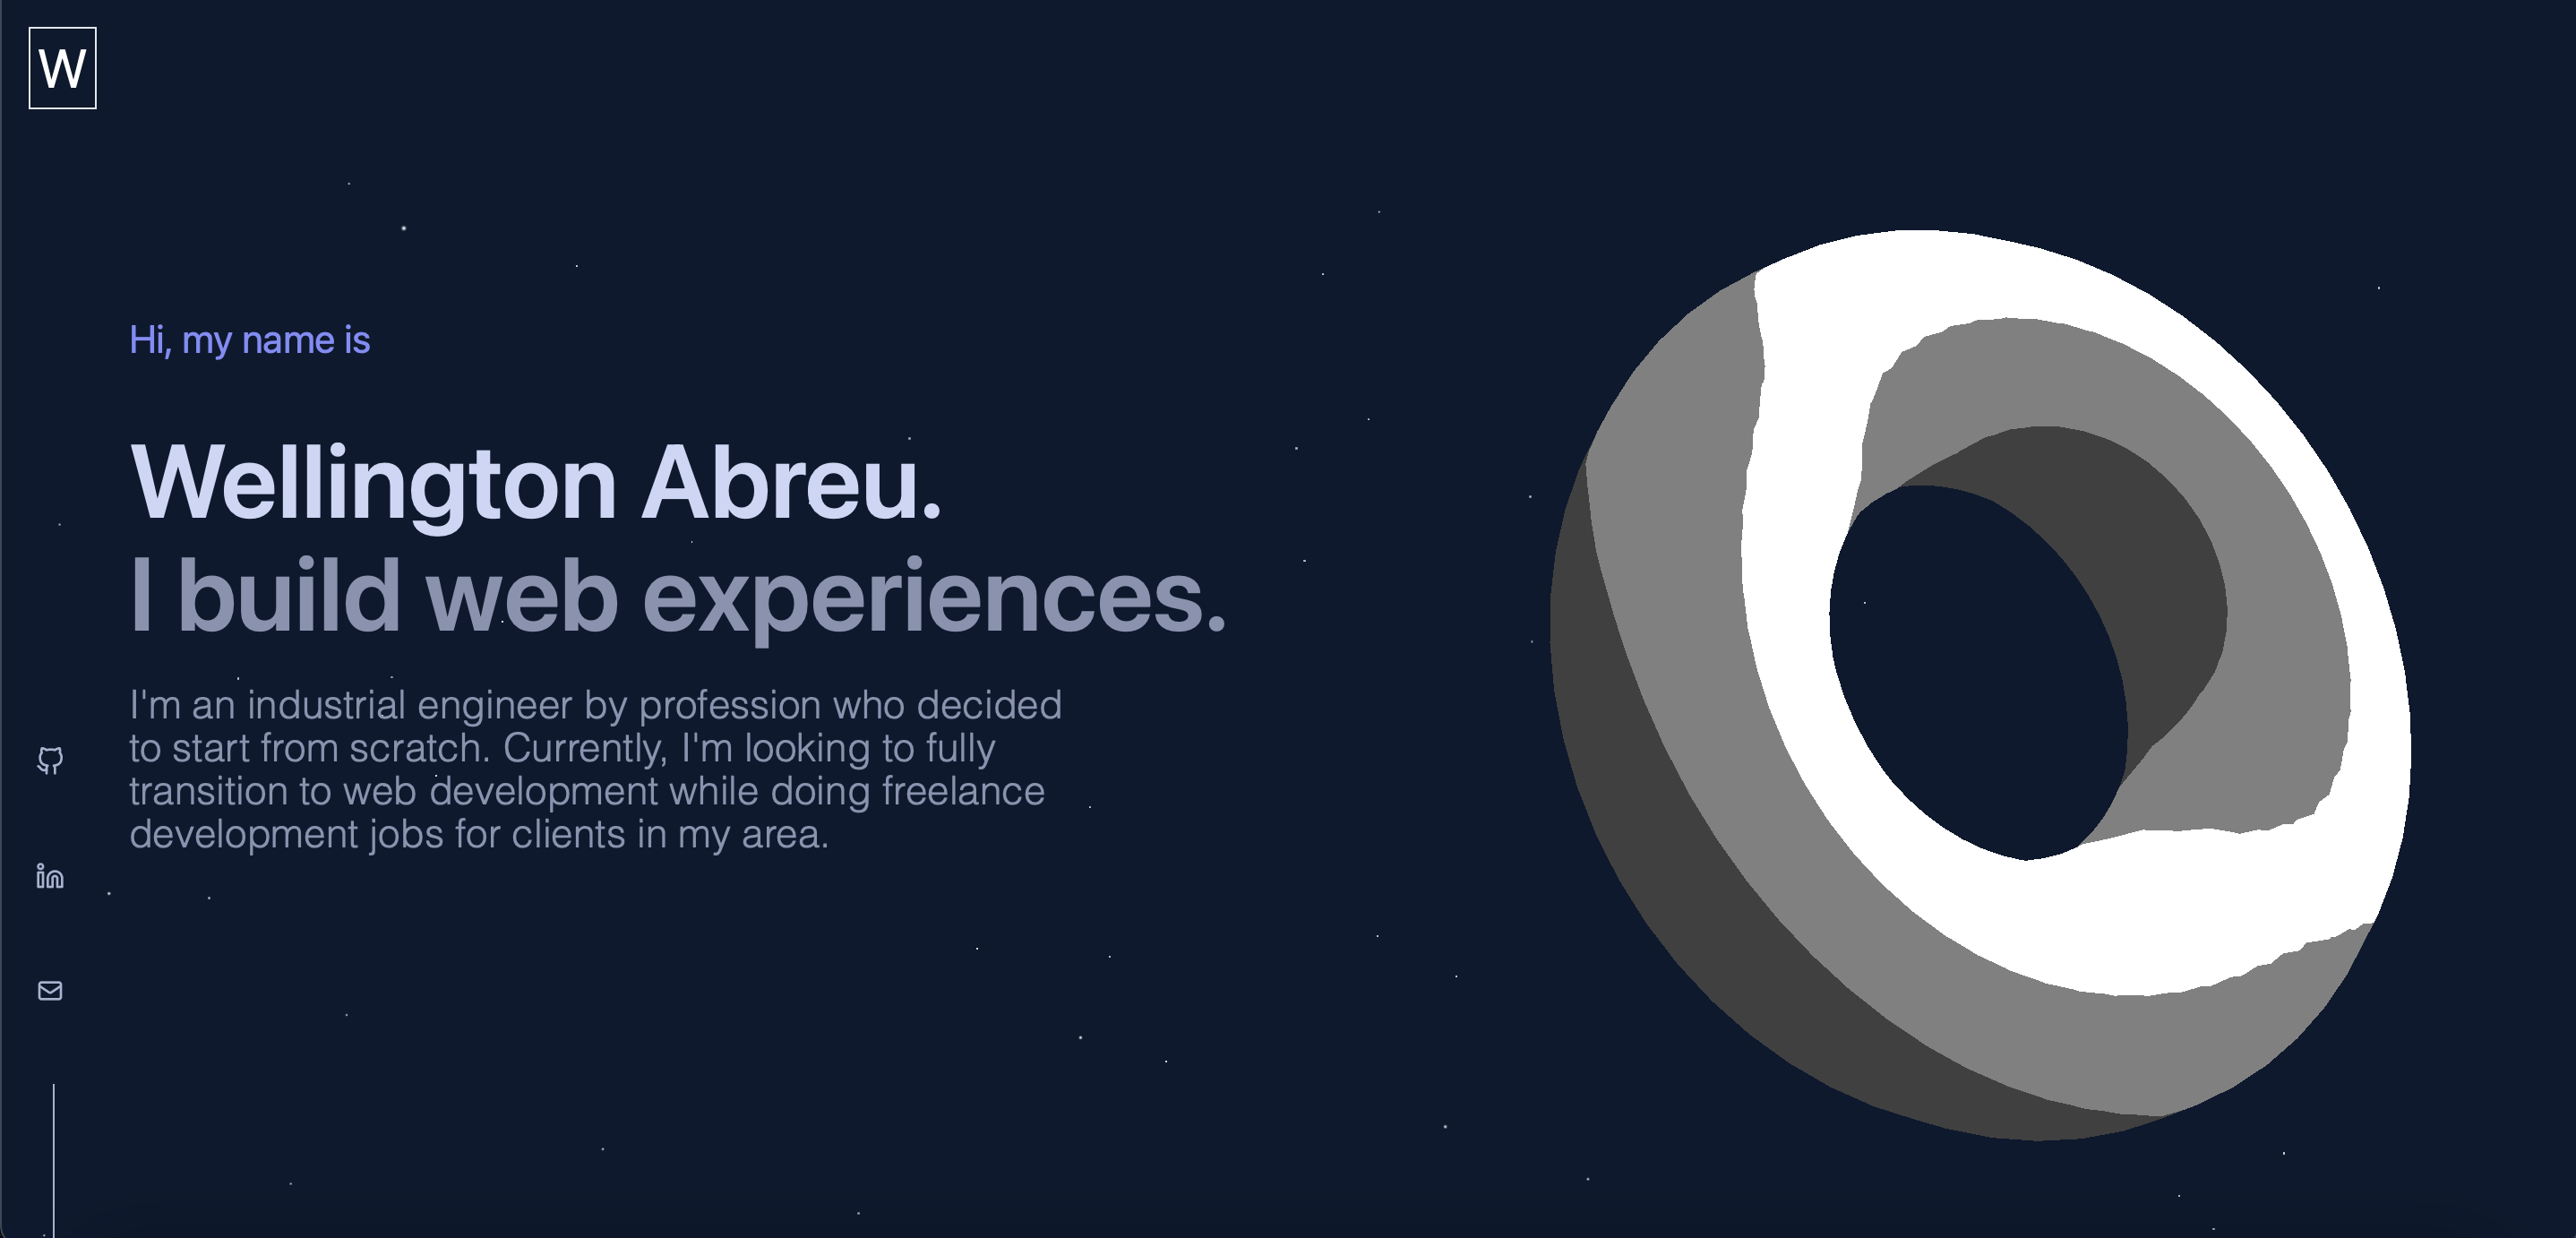 W
Hi, my name is
Wellington Abreu.
I build web experiences.
I'm an industrial engineer by profession who decided
to start from scratch. Currently, I'm looking to fully
transition to web development while doing freelance
development jobs for clients in my area.